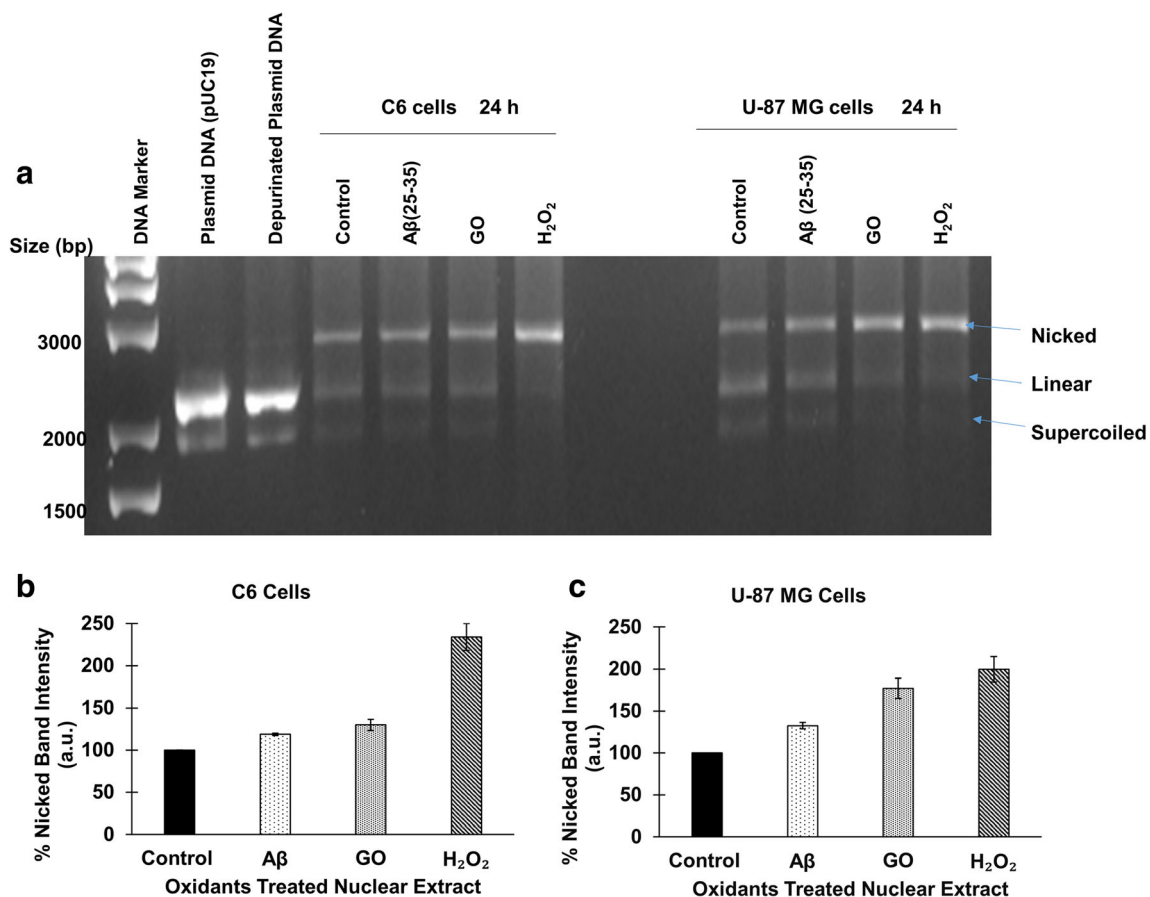 a
Size (bp)
DNA Marker
Plasmid DNA (pUC19)
Depurinated Plasmid DNA
C6 cells 24 h
Control
Aβ(25-35)
GO
H₂O₂
U-87 MG cells 24 h
Control
Aβ (25-35)
GO
H₂O₂
3000
2000
1500
Nicked
Linear
Supercoiled
b
C6 Cells
% Nicked Band Intensity
(a.u.)
250
200
150
100
50
0
Control Aβ GO H₂O₂
Oxidants Treated Nuclear Extract
c
U-87 MG Cells
% Nicked Band Intensity
(a.u.)
250
200
150
100
50
0
Control Aβ GO H₂O₂
Oxidants Treated Nuclear Extract